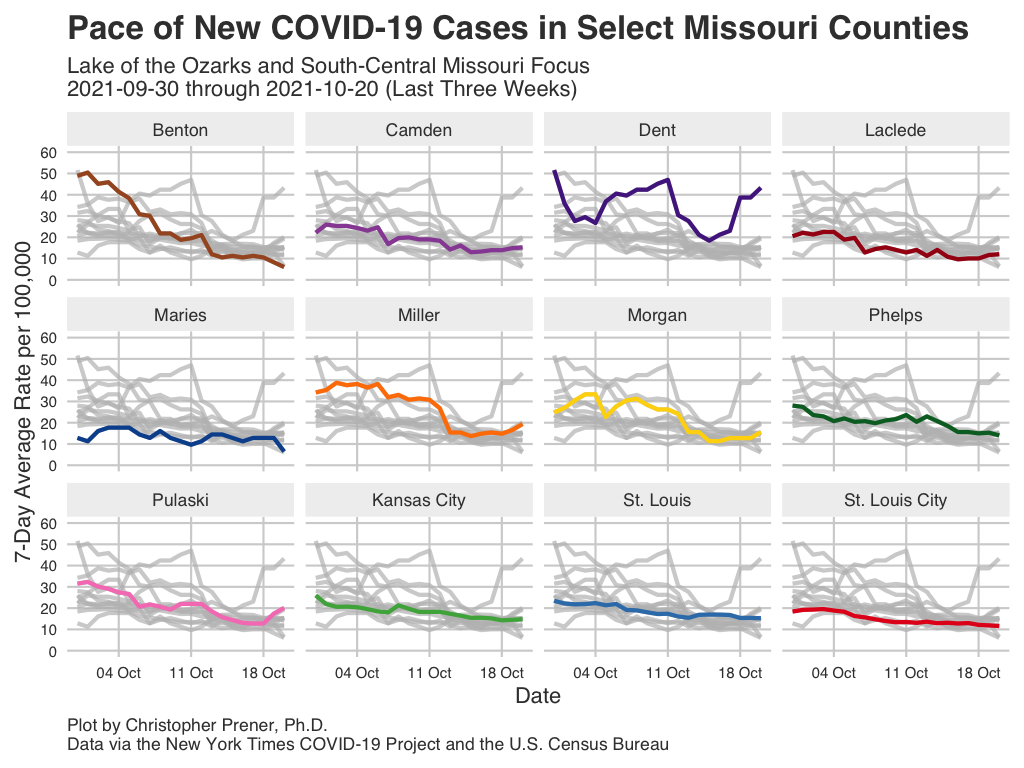 Pace of New COVID-19 Cases in Select Missouri Counties
Lake of the Ozarks and South-Central Missouri Focus
2021-09-30 through 2021-10-20 (Last Three Weeks)
7-Day Average Rate per 100,000
Benton Camden Dent Laclede
60
50
40
30
20
10
0
Maries Miller Morgan Phelps
60
50
40
30
20
10
0
Pulaski Kansas City St. Louis St. Louis City
60
50
40
30
20
10
0
04 Oct 11 Oct 18 Oct 04 Oct 11 Oct 18 Oct 04 Oct 11 Oct 18 Oct 04 Oct 11 Oct 18 Oct
Date
Plot by Christopher Prener, Ph.D.
Data via the New York Times COVID-19 Project and the U.S. Census Bureau